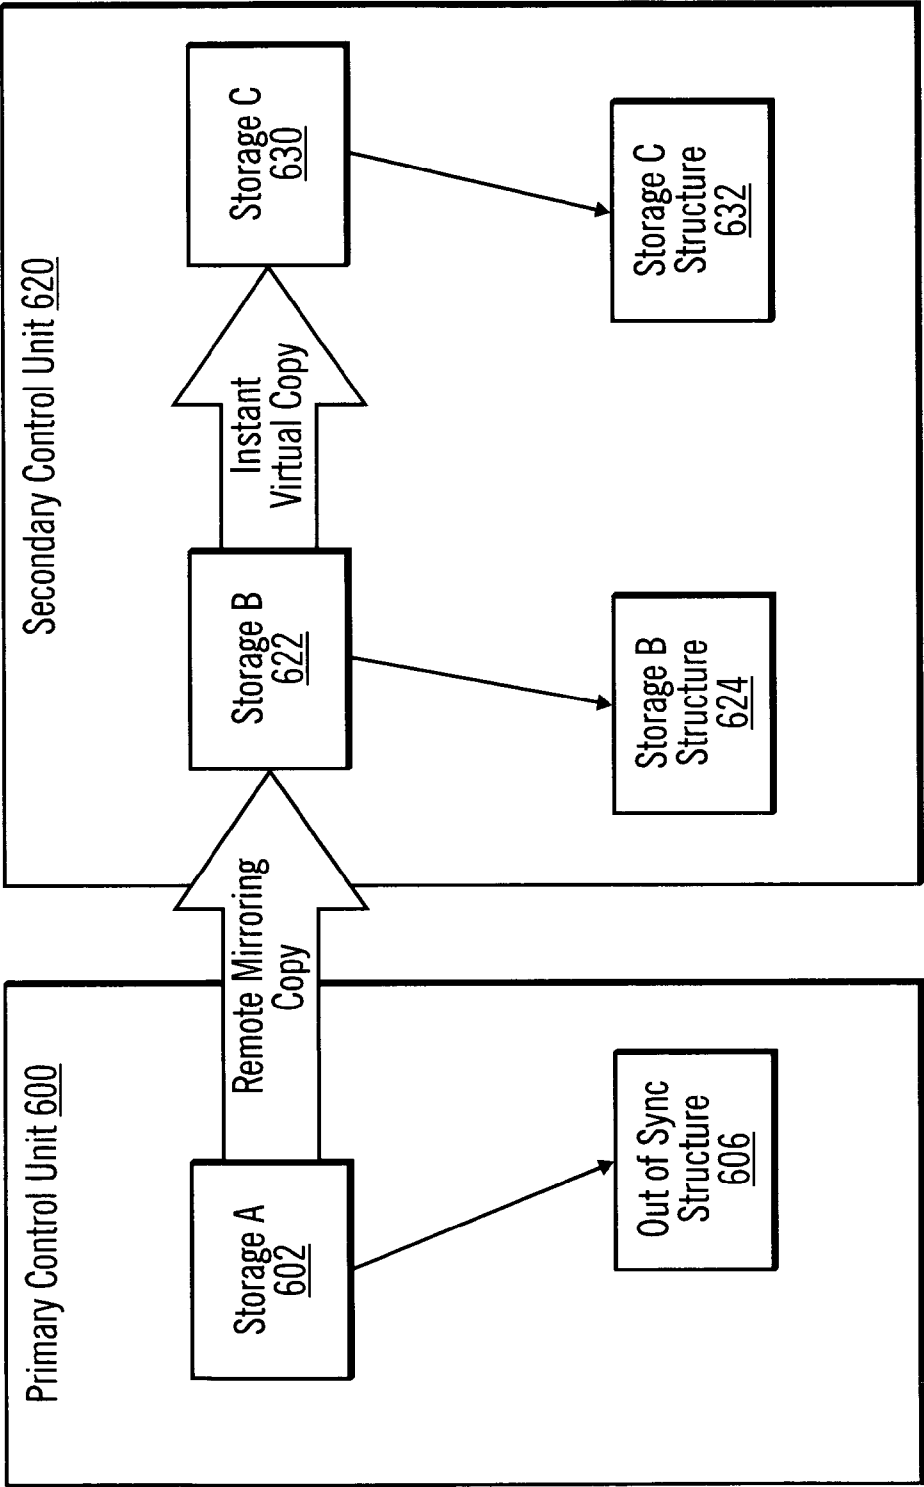 Primary Control Unit 600
Storage A
602
Out of Sync
Structure
606
Remote Mirroring
Copy
Secondary Control Unit 620
Storage B
622
Storage B
Structure
624
Instant
Virtual Copy
Storage C
630
Storage C
Structure
632